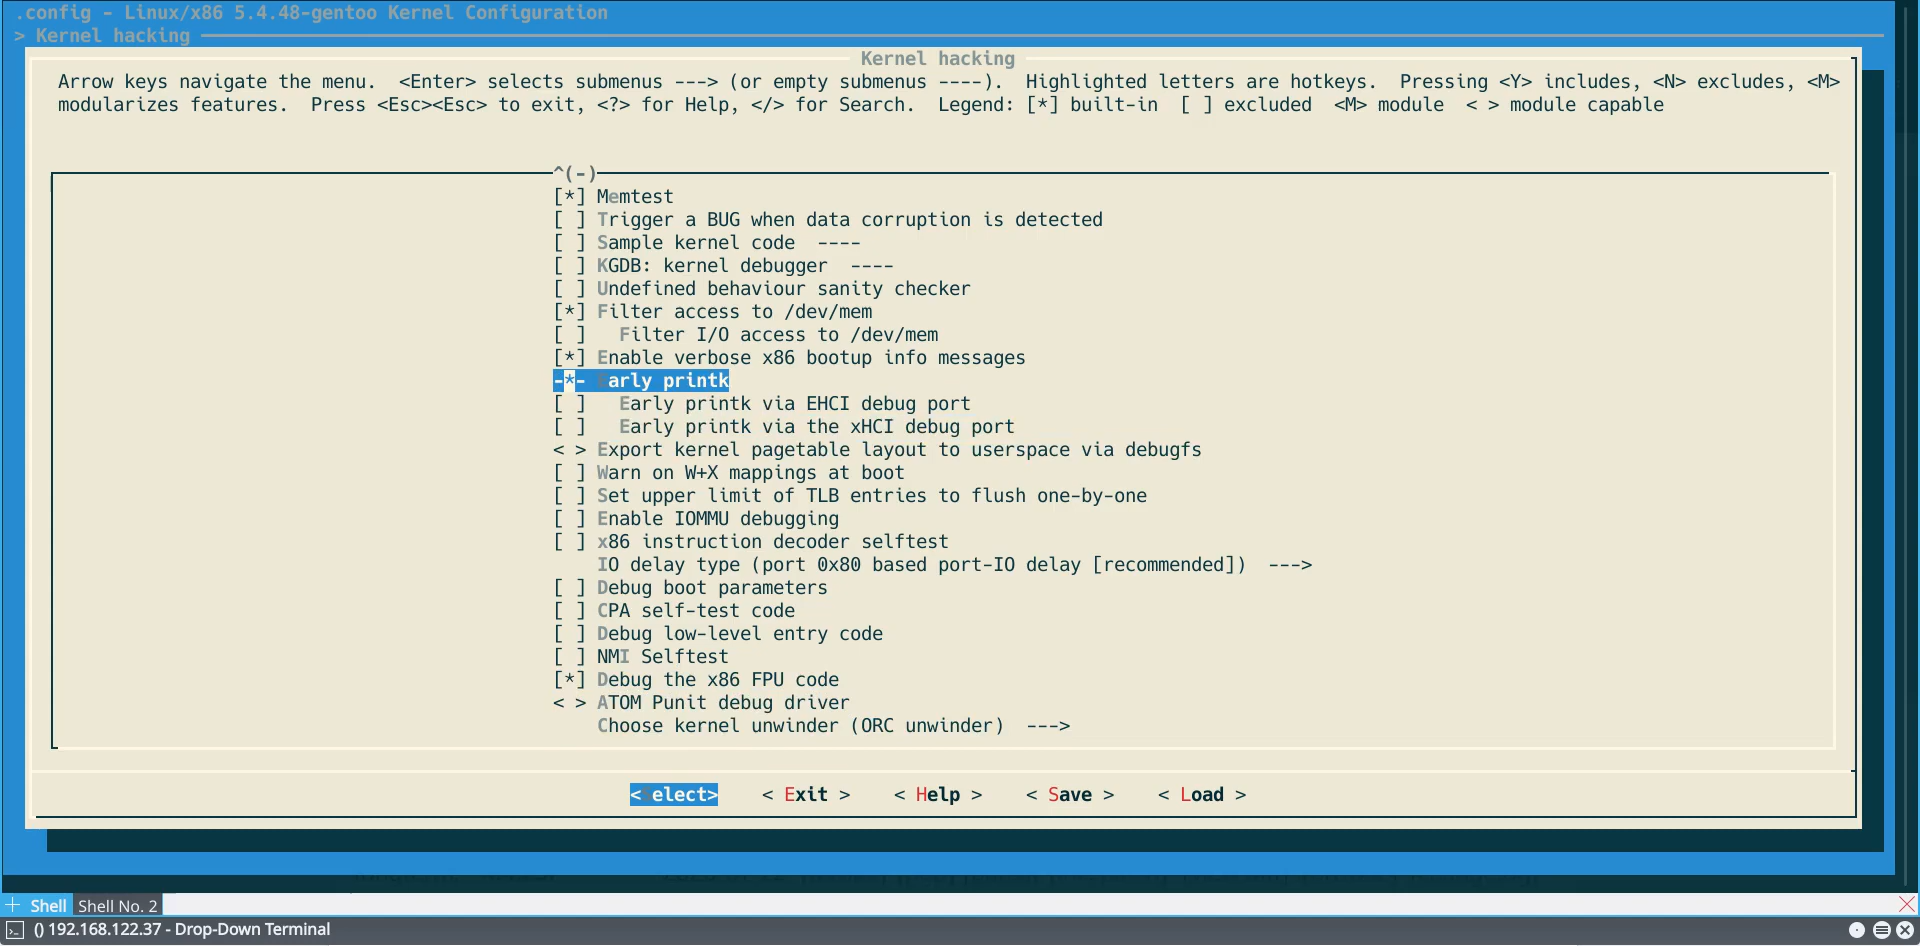 .config - Linux/x86 5.4.48-gentoo Kernel Configuration
> Kernel hacking
Kernel hacking
Arrow keys navigate the menu.  <Enter> selects submenus ---> (or empty submenus ----).  Highlighted letters are hotkeys.  Pressing <Y> includes, <N> excludes, <M>
modularizes features.  Press <Esc><Esc> to exit, <?> for Help, </> for Search.  Legend: [*] built-in  [ ] excluded  <M> module  < > module capable
^(-)
[*] Memtest
[ ] Trigger a BUG when data corruption is detected
[ ] Sample kernel code  ----
[ ] KGDB: kernel debugger  ----
[ ] Undefined behaviour sanity checker
[*] Filter access to /dev/mem
[ ]   Filter I/O access to /dev/mem
[*] Enable verbose x86 bootup info messages
-*- Early printk
[ ]   Early printk via EHCI debug port
[ ]   Early printk via the xHCI debug port
< > Export kernel pagetable layout to userspace via debugfs
[ ] Warn on W+X mappings at boot
[ ] Set upper limit of TLB entries to flush one-by-one
[ ] Enable IOMMU debugging
[ ] x86 instruction decoder selftest
IO delay type (port 0x80 based port-IO delay [recommended])  --->
[ ] Debug boot parameters
[ ] CPA self-test code
[ ] Debug low-level entry code
[ ] NMI Selftest
[*] Debug the x86 FPU code
< > ATOM Punit debug driver
Choose kernel unwinder (ORC unwinder)  --->
<Select>    < Exit >    < Help >    < Save >    < Load >
Shell Shell No. 2
() 192.168.122.37 - Drop-Down Terminal